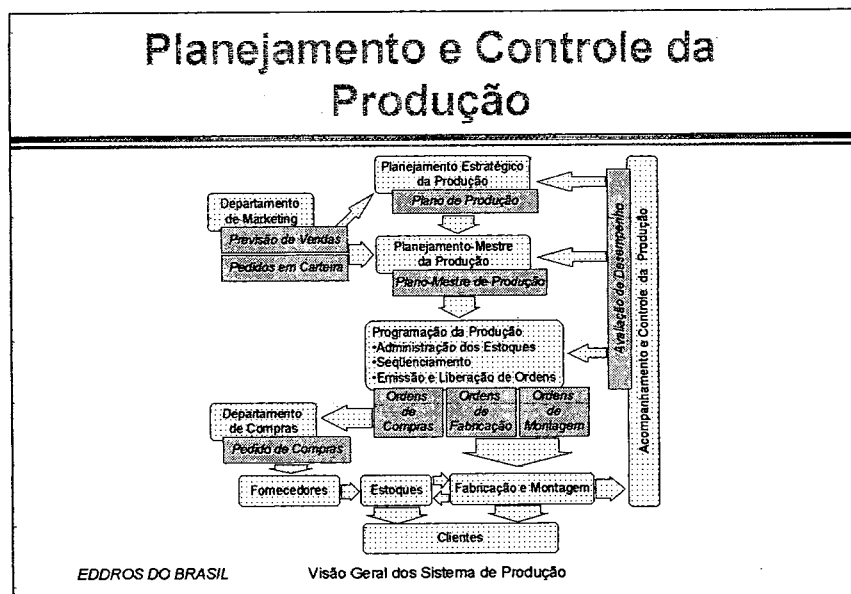 Planejamento e Controle da
Produção
Planejamento Estratégico
da Produção
Plano de Produção
Departamento
de Marketing
Previsão de Vendas
Pedidos em Carteira
Planejamento-Mestre
da Produção
Plano-Mestre de Produção
Programação da Produção
•Administração dos Estoques
•Seqüenciamento
•Emissão e Liberação de Ordens
Ordens
de
Compras
Ordens
de
Fabricação
Ordens
de
Montagem
Departamento
de Compras
Pedido de Compras
Fornecedores
Estoques
Fabricação e Montagem
Clientes
Avaliação de Desempenho
Acompanhamento e Controle da Produção
EDDROS DO BRASIL
Visão Geral dos Sistema de Produção